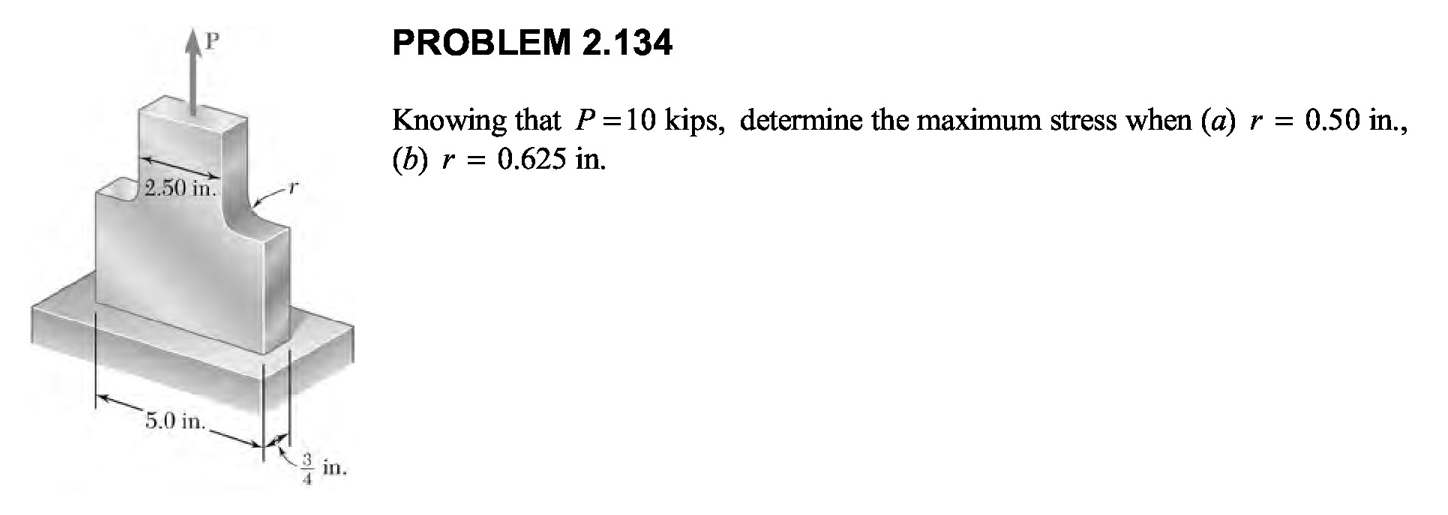 P
PROBLEM 2.134
Knowing that P = 10 kips, determine the maximum stress when (a) r = 0.50 in.,
(b) r = 0.625 in.
2.50 in.
r
5.0 in.
3/4 in.